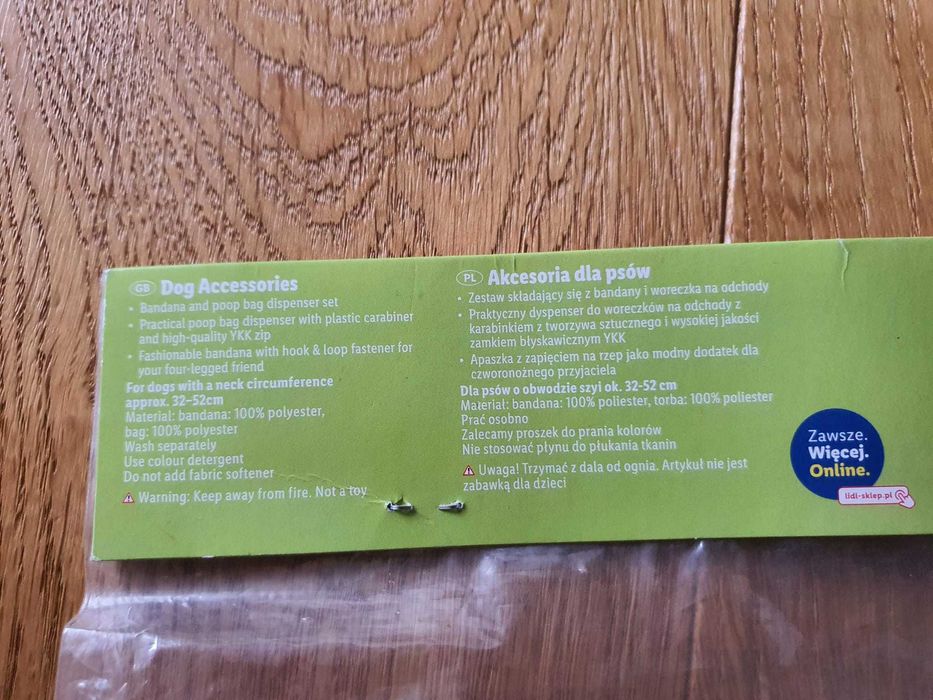 GB Dog Accessories
• Bandana and poop bag dispenser set
• Practical poop bag dispenser with plastic carabiner
and high-quality YKK zip
• Fashionable bandana with hook & loop fastener for
your four-legged friend
For dogs with a neck circumference
approx. 32–52cm
Material: bandana: 100% polyester,
bag: 100% polyester
Wash separately
Use colour detergent
Do not add fabric softener
Warning: Keep away from fire. Not a toy
PL Akcesoria dla psów
• Zestaw składający się z bandany i woreczka na odchody
• Praktyczny dyspenser do woreczków na odchody z
karabinkiem z tworzywa sztucznego i wysokiej jakości
zamkiem błyskawicznym YKK
• Apaszka z zapięciem na rzep jako modny dodatek dla
czworonożnego przyjaciela
Dla psów o obwodzie szyi ok. 32-52 cm
Materiał: bandana: 100% poliester, torba: 100% poliester
Prać osobno
Zalecamy proszek do prania kolorów
Nie stosować płynu do płukania tkanin
Uwaga! Trzymać z dala od ognia. Artykuł nie jest
zabawką dla dzieci
Zawsze.
Więcej.
Online.
lidl-sklep.pl